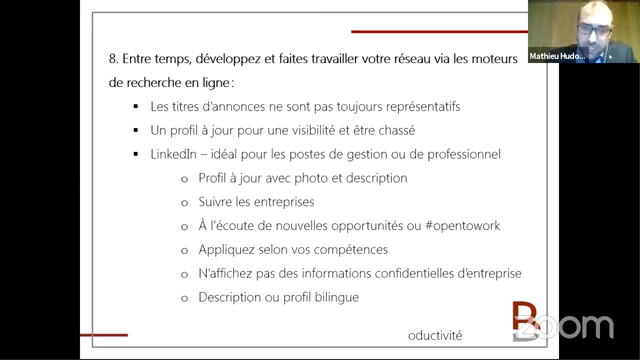 8. Entre temps, développez et faites travailler votre réseau via les moteurs
de recherche en ligne :
▪ Les titres d'annonces ne sont pas toujours représentatifs
▪ Un profil à jour pour une visibilité et être chassé
▪ LinkedIn – idéal pour les postes de gestion ou de professionnel
o Profil à jour avec photo et description
o Suivre les entreprises
o À l'écoute de nouvelles opportunités ou #opentowork
o Appliquez selon vos compétences
o N'affichez pas des informations confidentielles d'entreprise
o Description ou profil bilingue
oductivité
Mathieu Hudo...
zoom